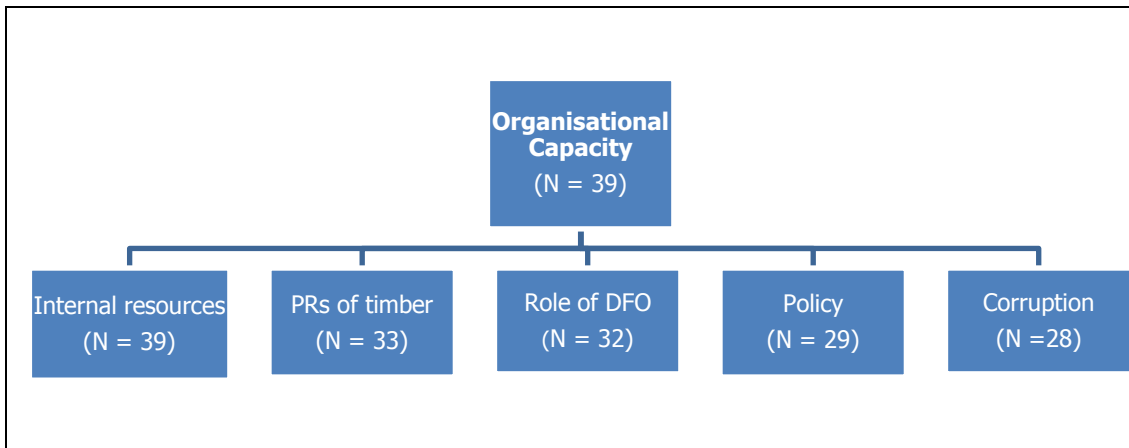 Organisational
Capacity
(N = 39)
Internal resources
(N = 39)
PRs of timber
(N = 33)
Role of DFO
(N = 32)
Policy
(N = 29)
Corruption
(N =28)